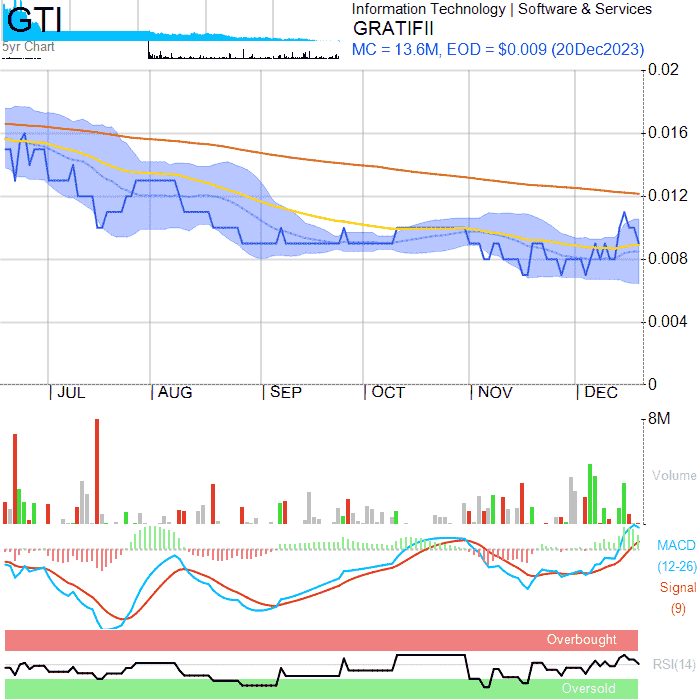 GTI
5yr Chart
Information Technology | Software & Services
GRATIFII
MC = 13.6M, EOD = $0.009 (20Dec2023)
0.02
0.016
0.012
0.008
0.004
0
JUL AUG SEP OCT NOV DEC
8M
Volume
MACD
(12-26)
Signal
(9)
Overbought
RSI(14)
Oversold